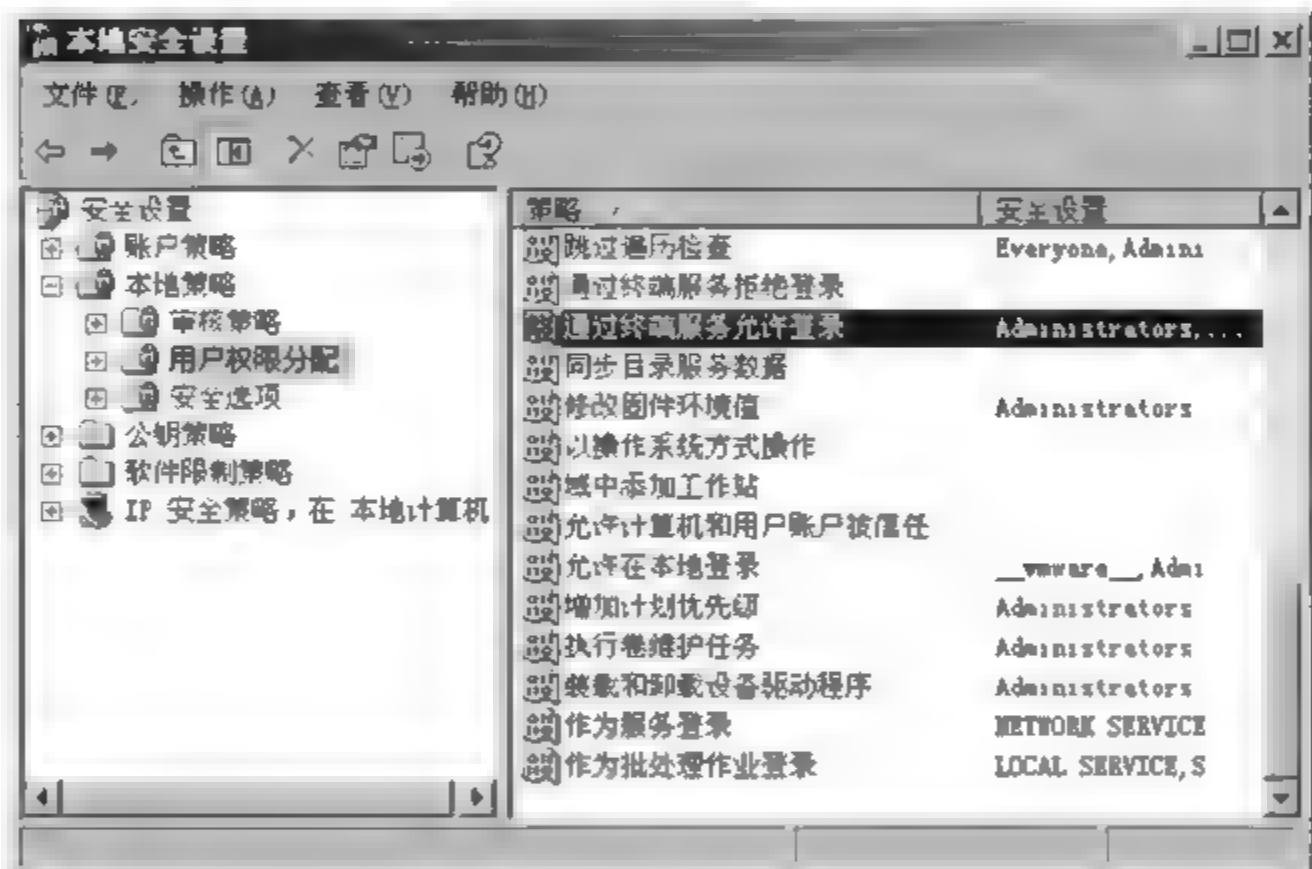 本地安全设置
文件(F) 操作(A) 查看(V) 帮助(H)
安全设置
账户策略
本地策略
审核策略
用户权限分配
安全选项
公钥策略
软件限制策略
IP 安全策略，在 本地计算机
策略 安全设置
跳过遍历检查 Everyone, Admini
通过终端服务拒绝登录
通过终端服务允许登录 Administrators,...
同步目录服务数据
修改固件环境值 Administrators
以操作系统方式操作
域中添加工作站
允许计算机和用户账户被信任
允许在本地登录 __vmware__, Admi
增加计划优先级 Administrators
执行卷维护任务 Administrators
装载和卸载设备驱动程序 Administrators
作为服务登录 NETWORK SERVICE
作为批处理作业登录 LOCAL SERVICE, S